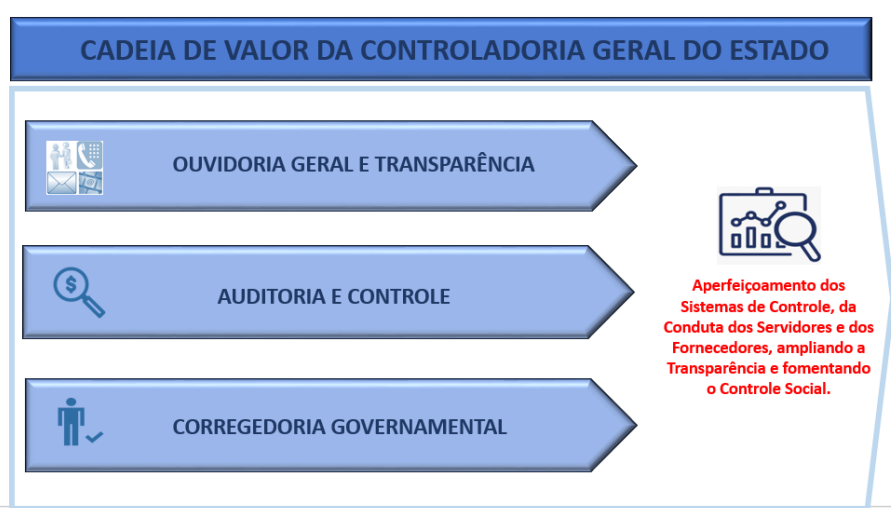 CADEIA DE VALOR DA CONTROLADORIA GERAL DO ESTADO
OUVIDORIA GERAL E TRANSPARÊNCIA
AUDITORIA E CONTROLE
CORREGEDORIA GOVERNAMENTAL
Aperfeiçoamento dos
Sistemas de Controle, da
Conduta dos Servidores e dos
Fornecedores, ampliando a
Transparência e fomentando
o Controle Social.